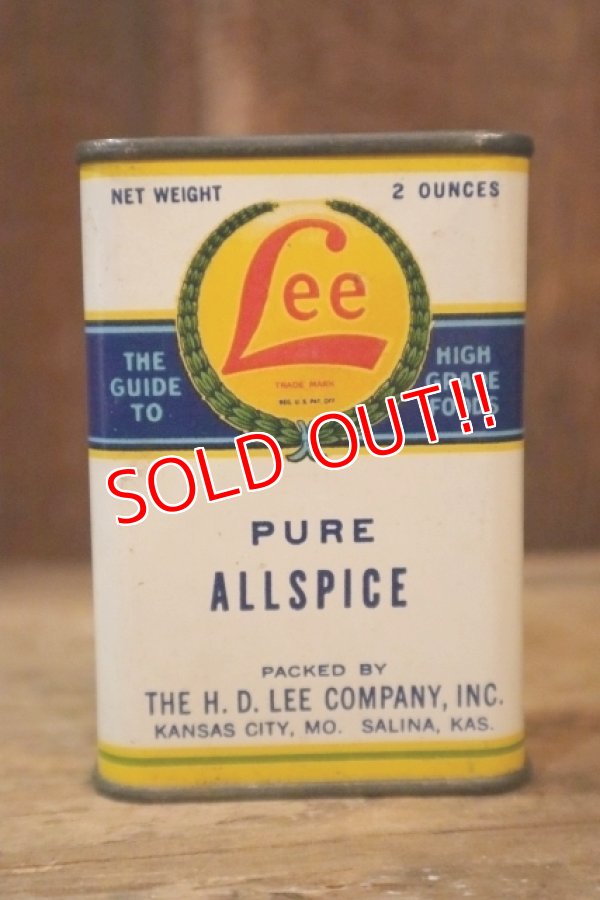 NET WEIGHT 2 OUNCES
Lee
TRADE MARK
REG. U.S. PAT. OFF.
THE GUIDE TO
HIGH GRADE FOODS
SOLD OUT!!
PURE
ALLSPICE
PACKED BY
THE H. D. LEE COMPANY, INC.
KANSAS CITY, MO. SALINA, KAS.